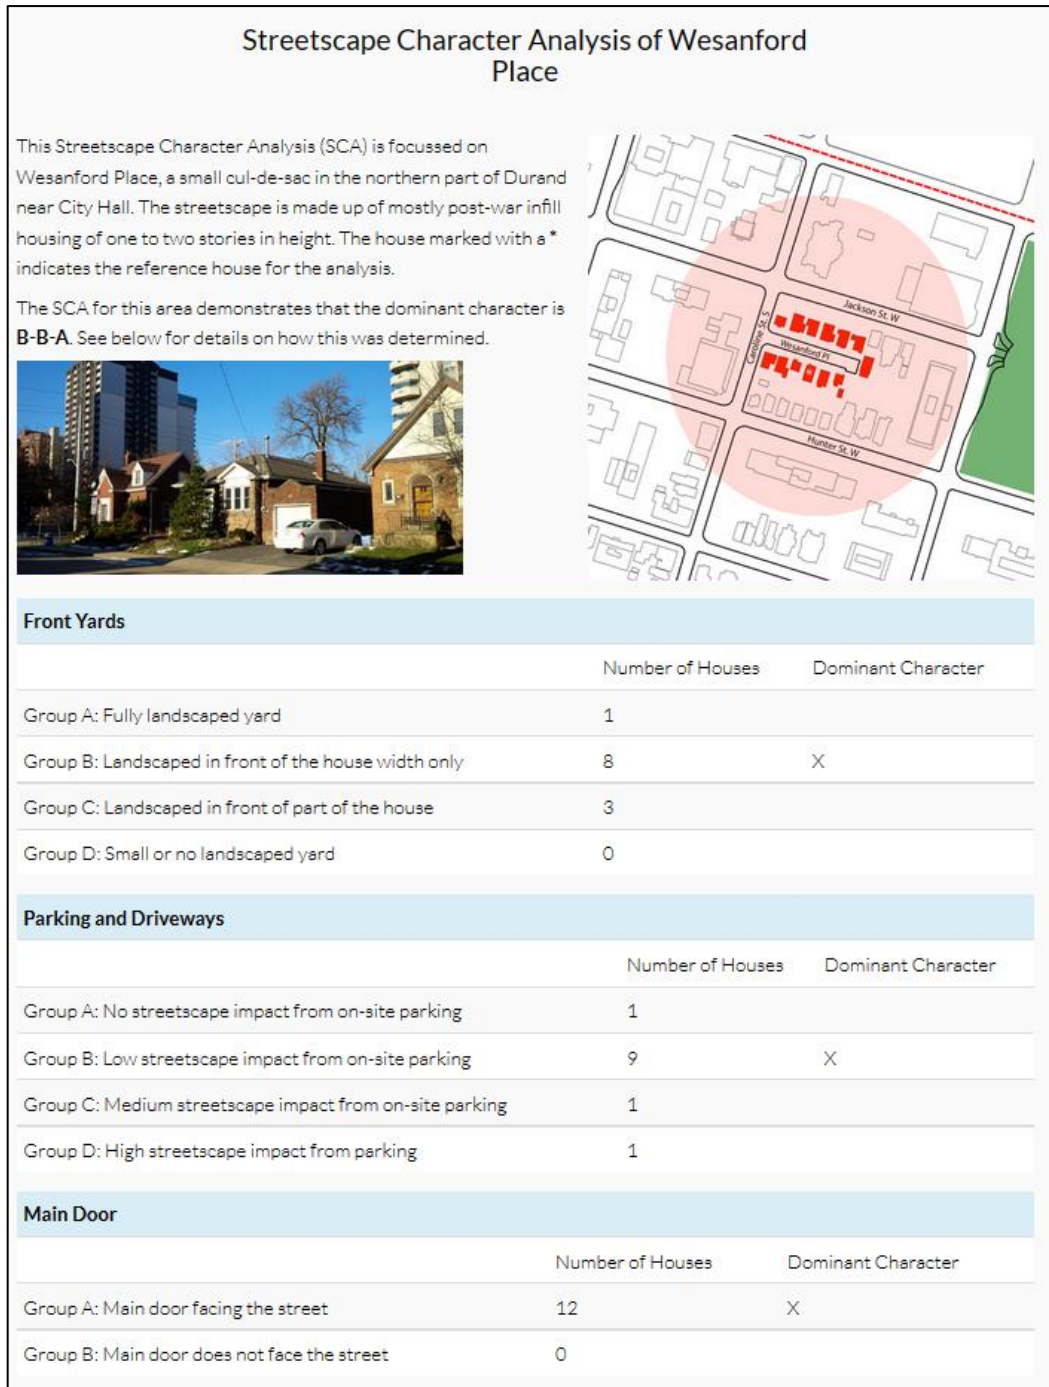 Streetscape Character Analysis of Wesanford
Place
This Streetscape Character Analysis (SCA) is focussed on
Wesanford Place, a small cul-de-sac in the northern part of Durand
near City Hall. The streetscape is made up of mostly post-war infill
housing of one to two stories in height. The house marked with a *
indicates the reference house for the analysis.
The SCA for this area demonstrates that the dominant character is
B-B-A. See below for details on how this was determined.
Jackson St. W
Caroline St. S
Wesanford Pl
Hunter St. W
Front Yards
Number of Houses Dominant Character
Group A: Fully landscaped yard 1
Group B: Landscaped in front of the house width only 8 X
Group C: Landscaped in front of part of the house 3
Group D: Small or no landscaped yard 0
Parking and Driveways
Number of Houses Dominant Character
Group A: No streetscape impact from on-site parking 1
Group B: Low streetscape impact from on-site parking 9 X
Group C: Medium streetscape impact from on-site parking 1
Group D: High streetscape impact from parking 1
Main Door
Number of Houses Dominant Character
Group A: Main door facing the street 12 X
Group B: Main door does not face the street 0